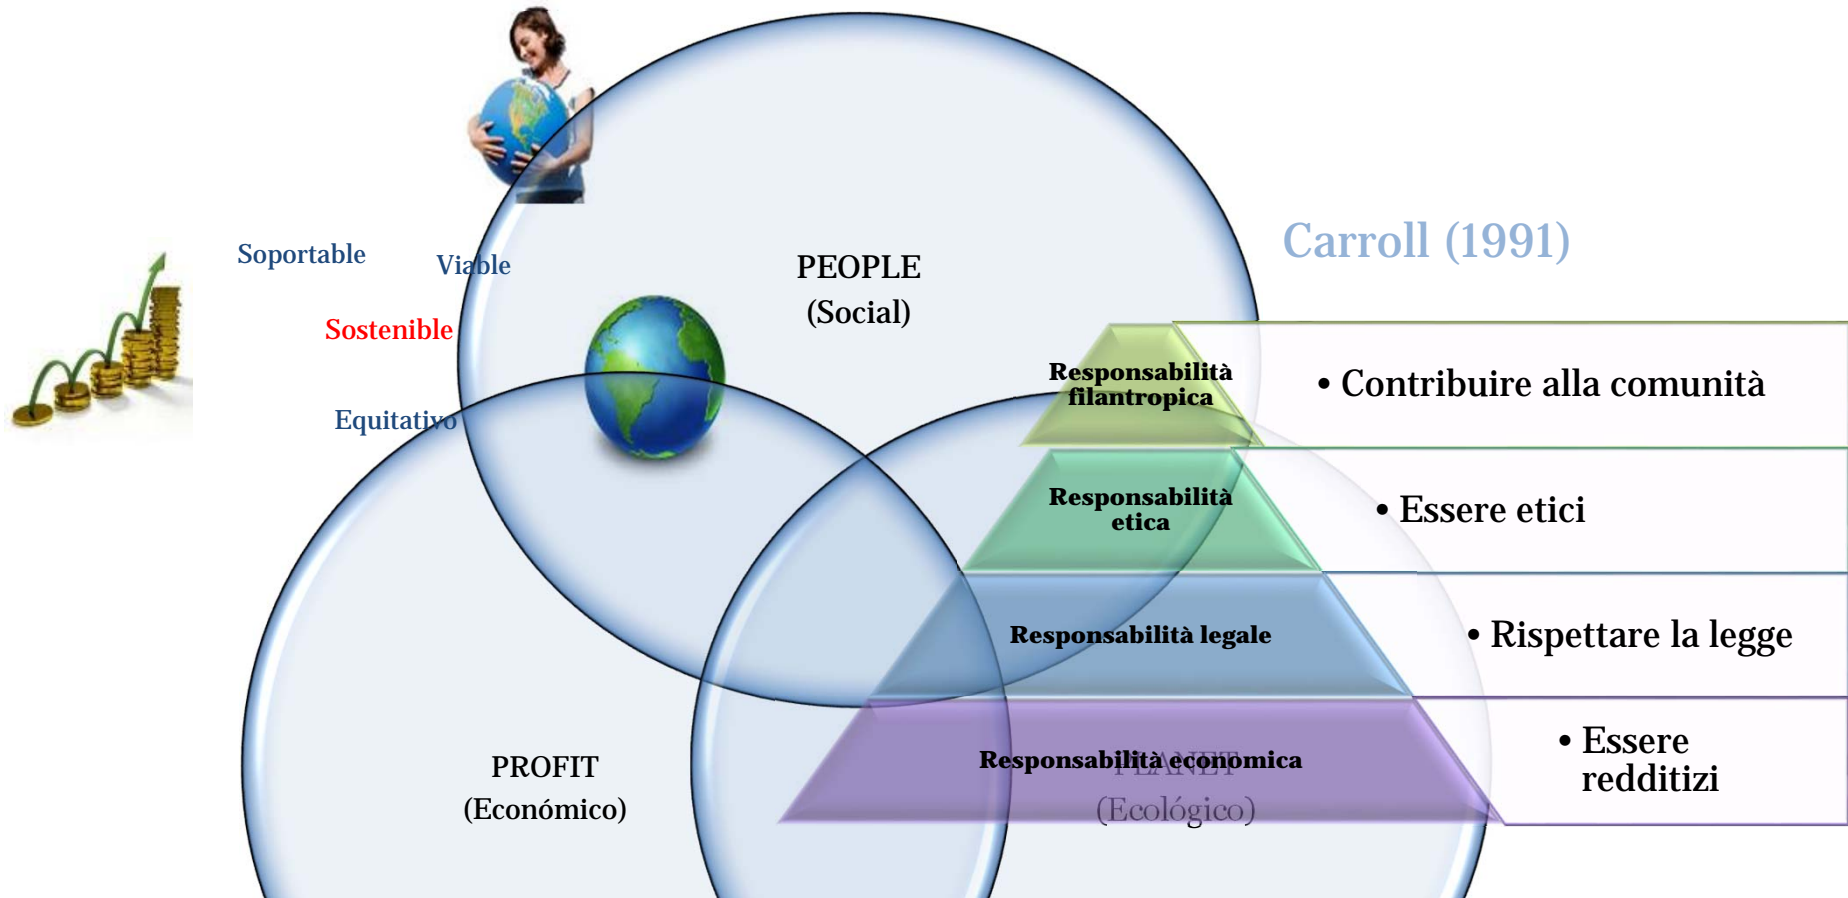 Soportable
Viable
Sostenible
Equitativo
PEOPLE
(Social)
PROFIT
(Económico)
PLANET
(Ecológico)
Carroll (1991)
Responsabilità
filantropica
• Contribuire alla comunità
Responsabilità
etica
• Essere etici
Responsabilità legale
• Rispettare la legge
Responsabilità economica
• Essere
redditizi